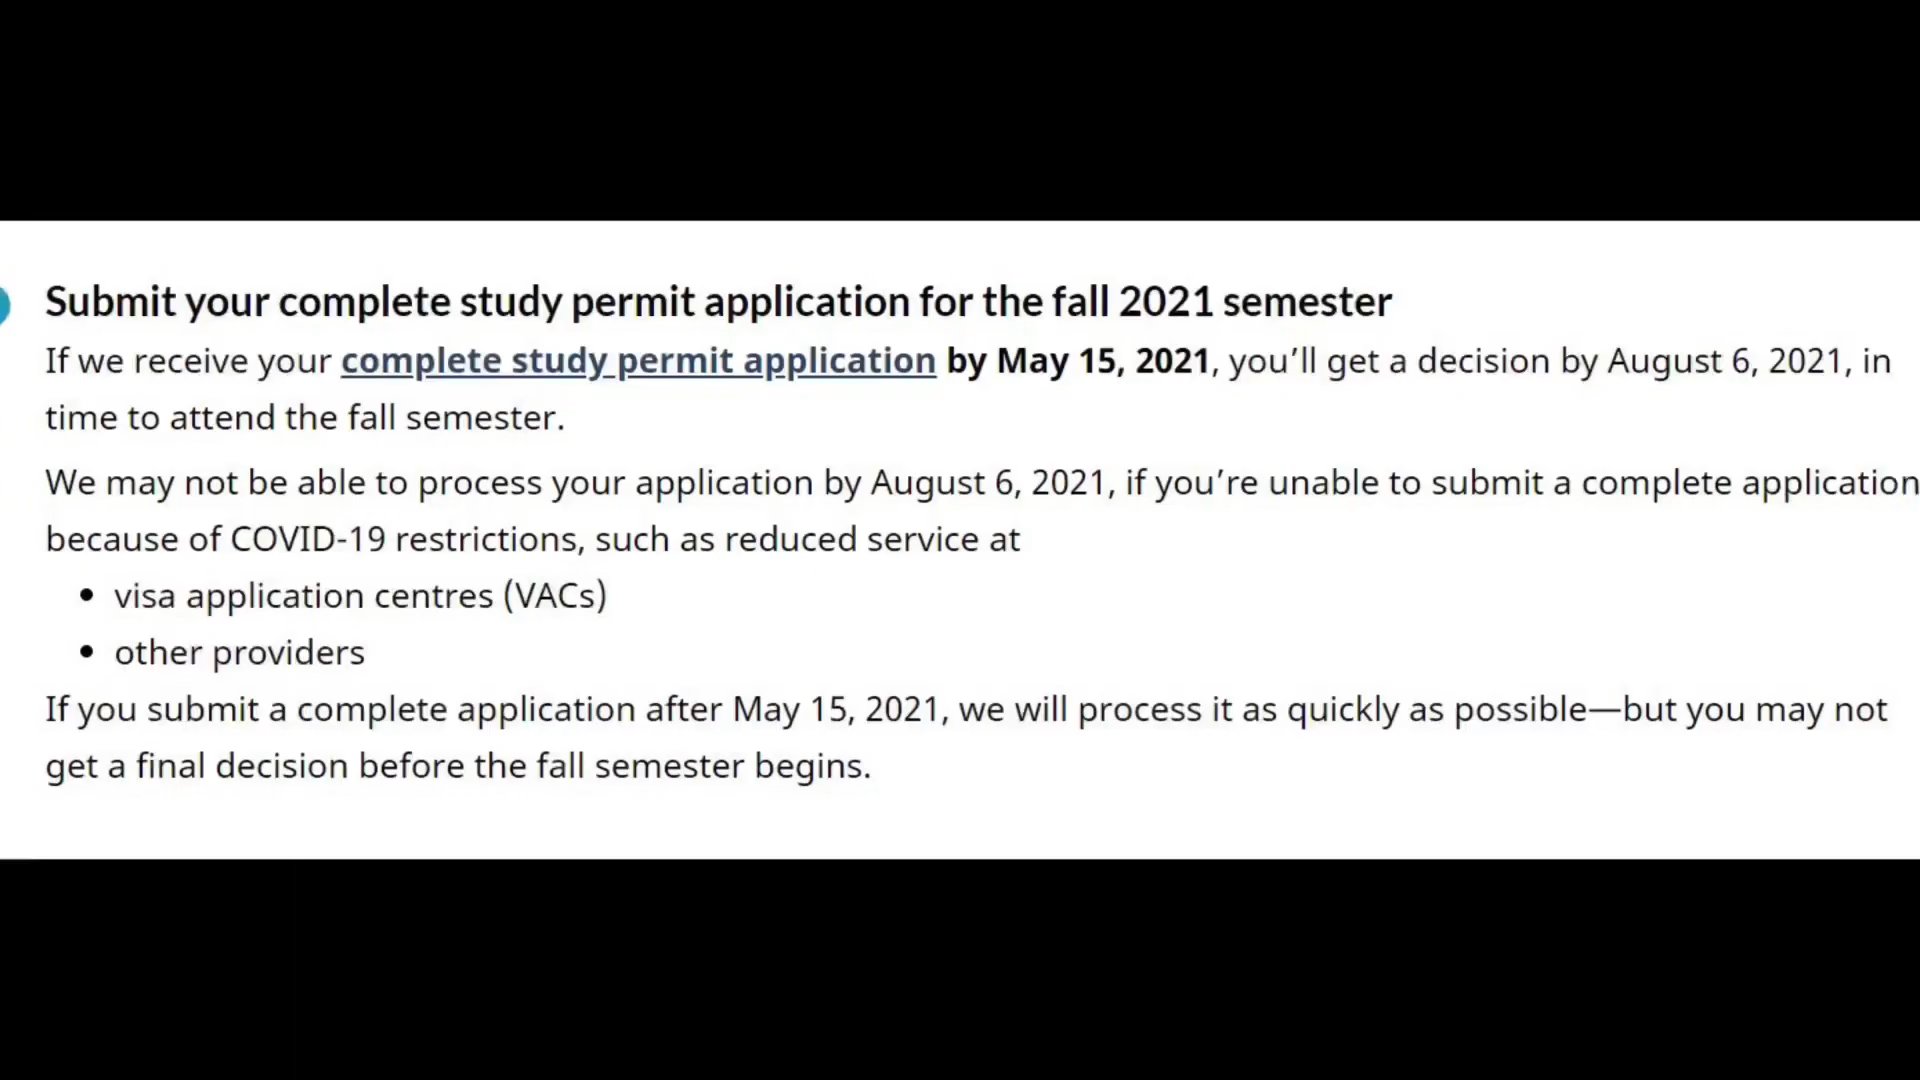 Submit your complete study permit application for the fall 2021 semester
If we receive your complete study permit application by May 15, 2021, you’ll get a decision by August 6, 2021, in
time to attend the fall semester.
We may not be able to process your application by August 6, 2021, if you’re unable to submit a complete application
because of COVID-19 restrictions, such as reduced service at
• visa application centres (VACs)
• other providers
If you submit a complete application after May 15, 2021, we will process it as quickly as possible—but you may not
get a final decision before the fall semester begins.